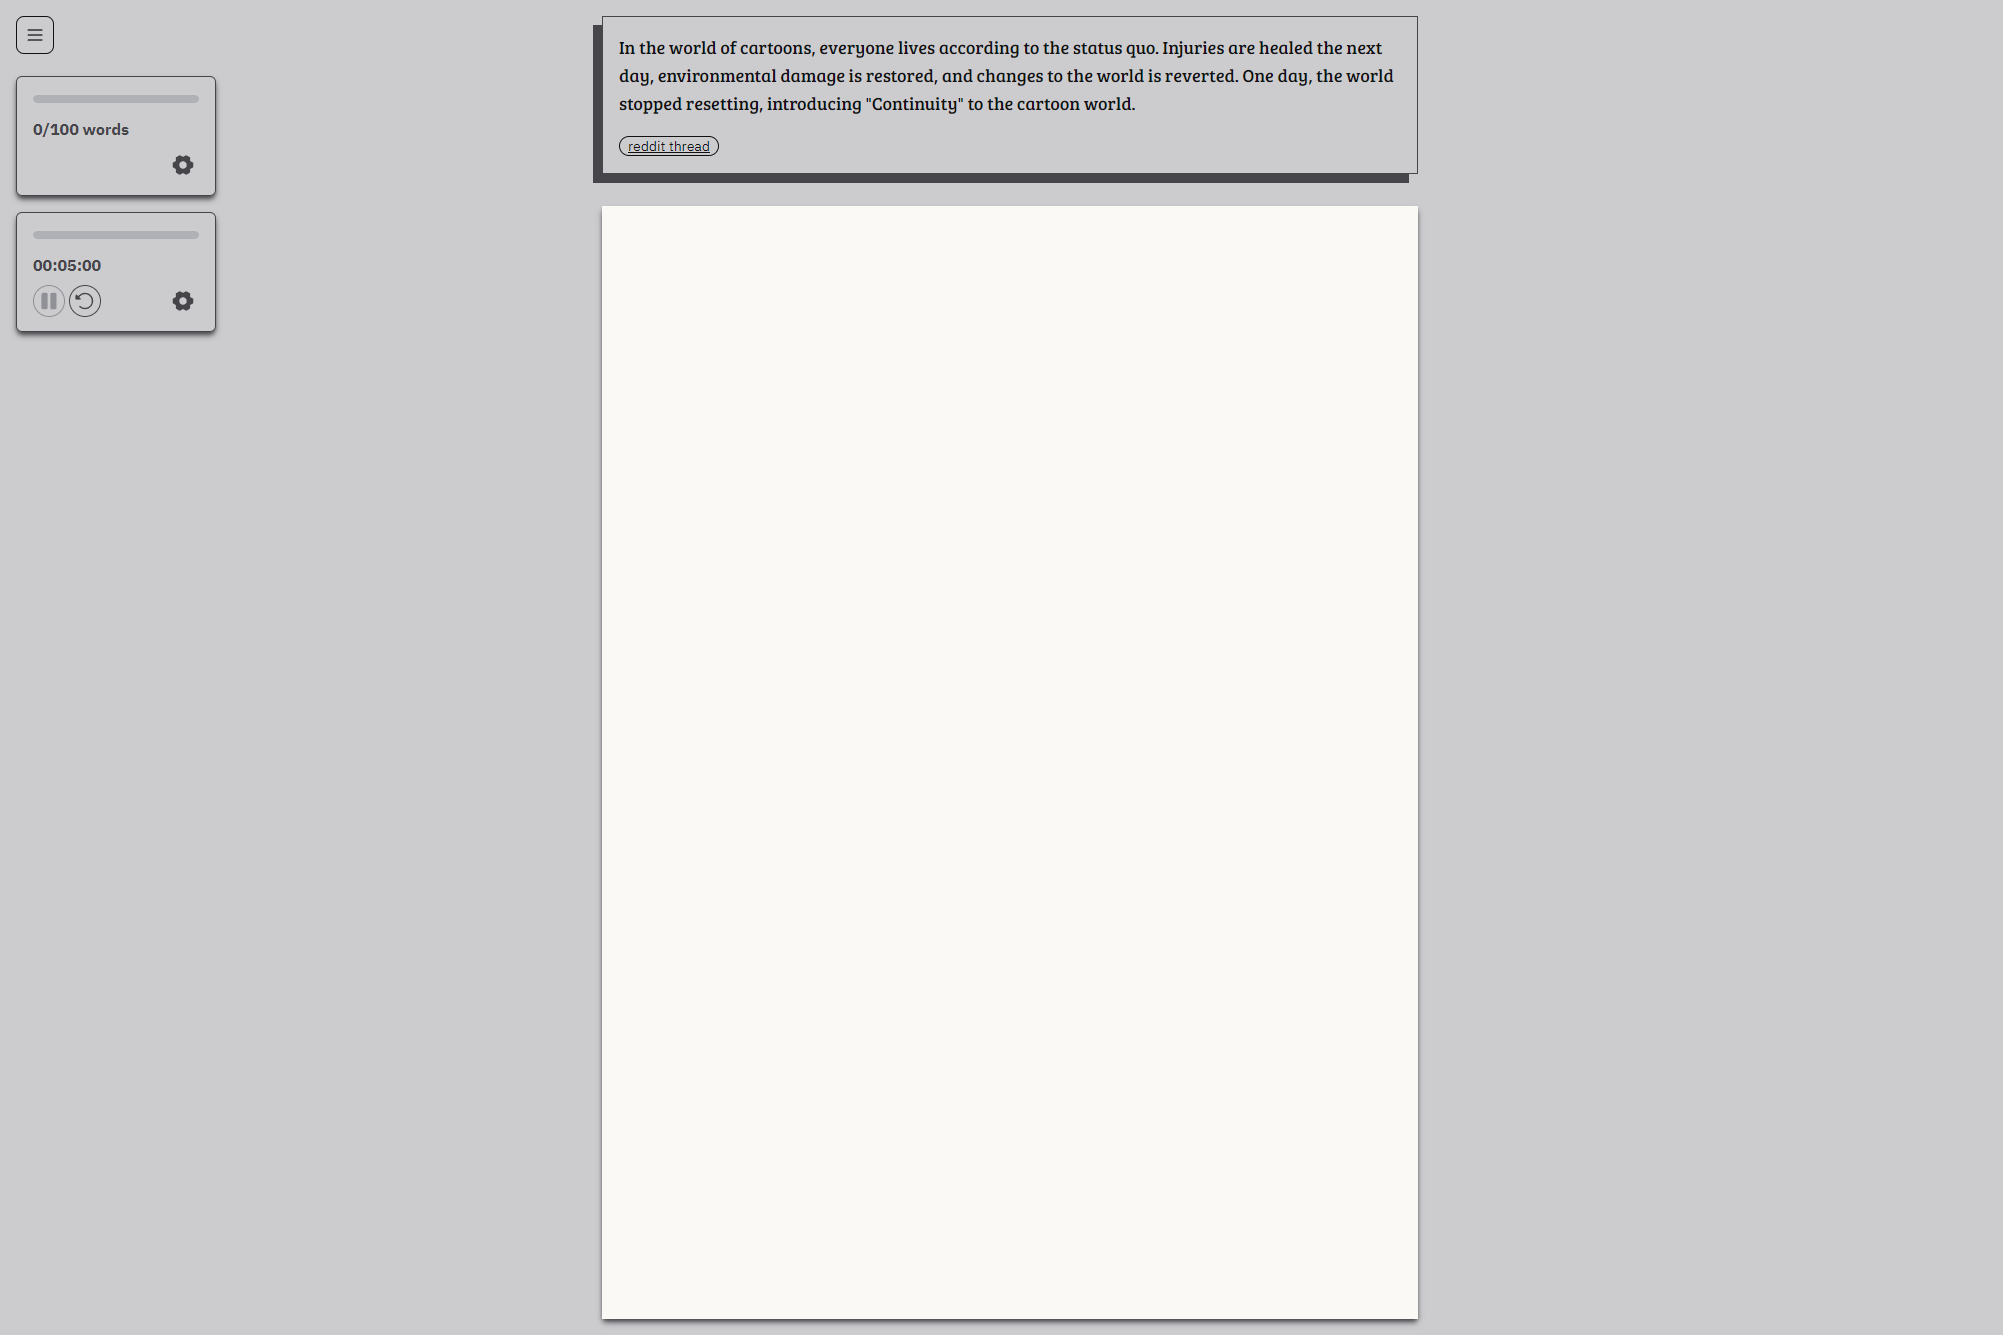 In the world of cartoons, everyone lives according to the status quo. Injuries are healed the next
day, environmental damage is restored, and changes to the world is reverted. One day, the world
stopped resetting, introducing "Continuity" to the cartoon world.
reddit thread
0/100 words
00:05:00